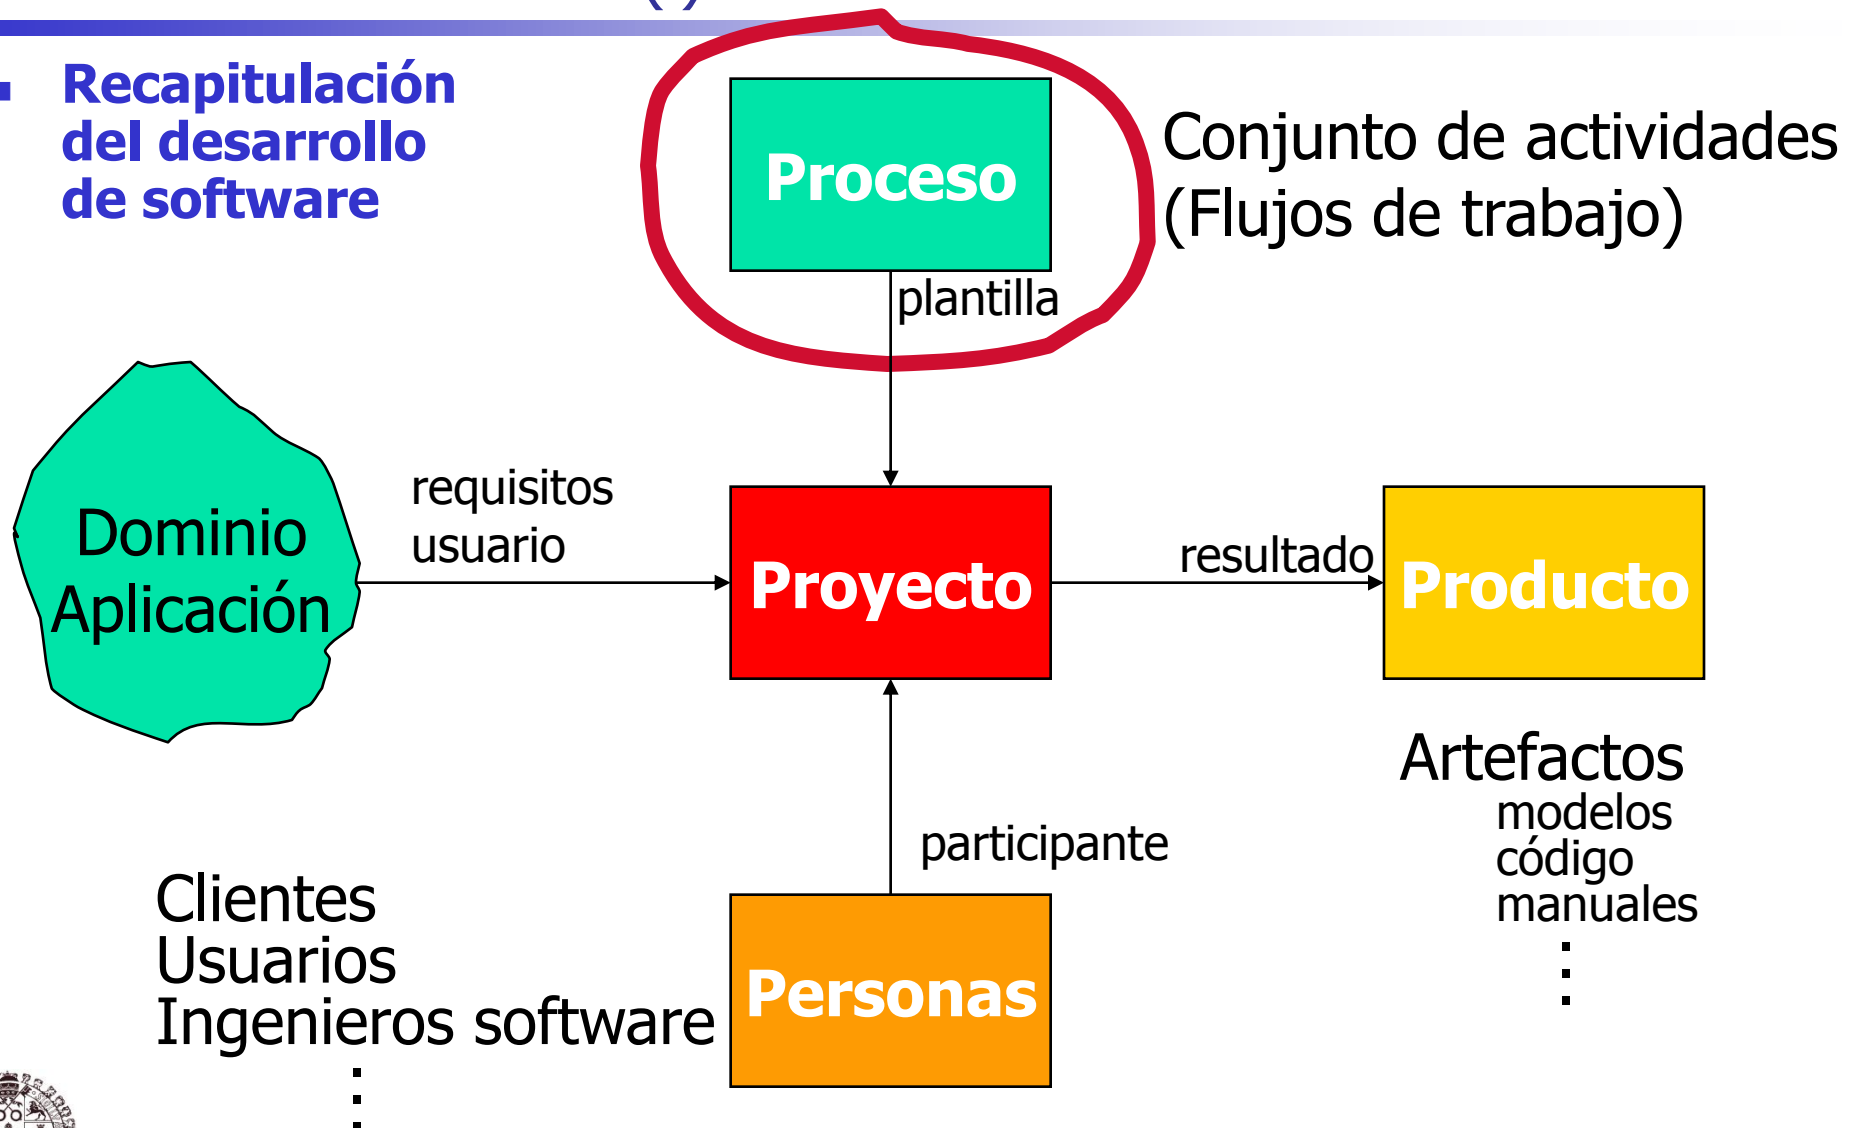 Recapitulación
del desarrollo
de software
Proceso
Conjunto de actividades
(Flujos de trabajo)
plantilla
Dominio
Aplicación
requisitos
usuario
Proyecto
resultado
Producto
Artefactos
modelos
código
manuales
participante
Clientes
Usuarios
Ingenieros software
Personas